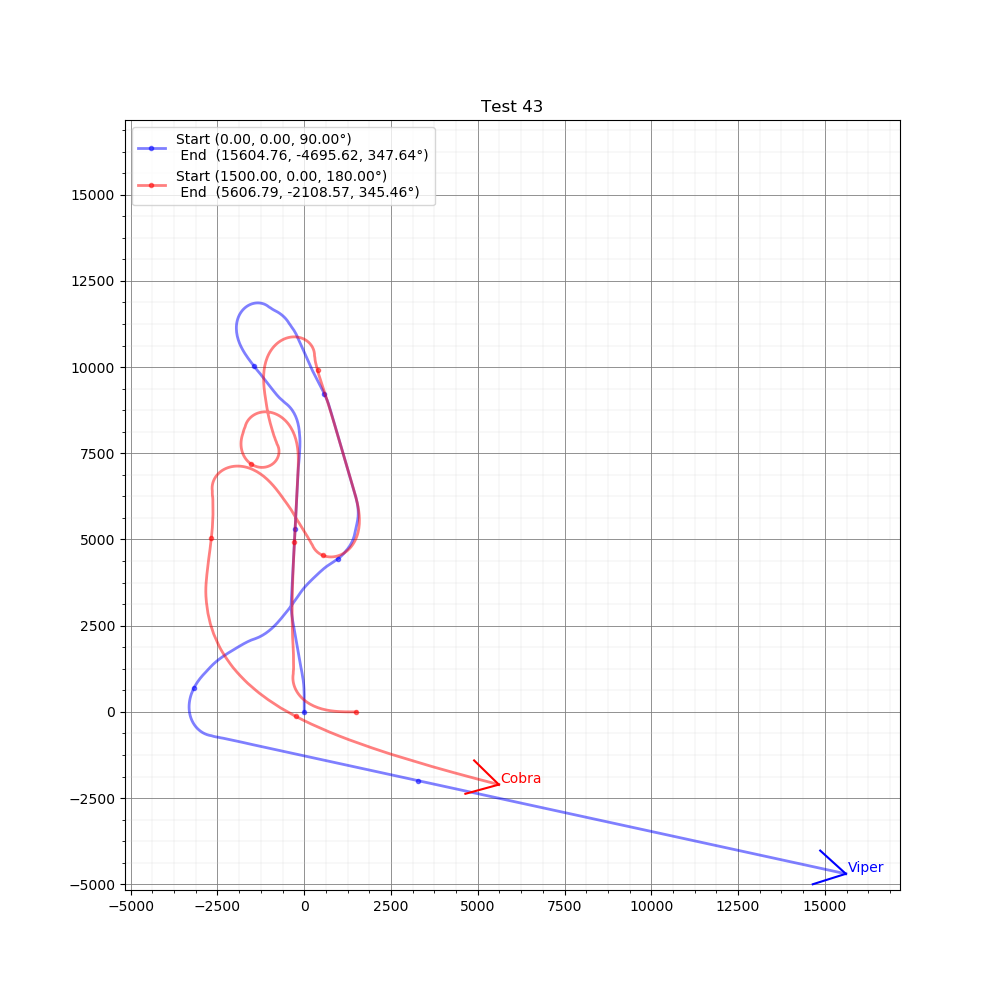 Test 43
Start (0.00, 0.00, 90.00°)
End  (15604.76, -4695.62, 347.64°)
Start (1500.00, 0.00, 180.00°)
End  (5606.79, -2108.57, 345.46°)
15000
12500
10000
7500
5000
2500
0
−2500
−5000
Cobra
Viper
−5000 −2500 0 2500 5000 7500 10000 12500 15000